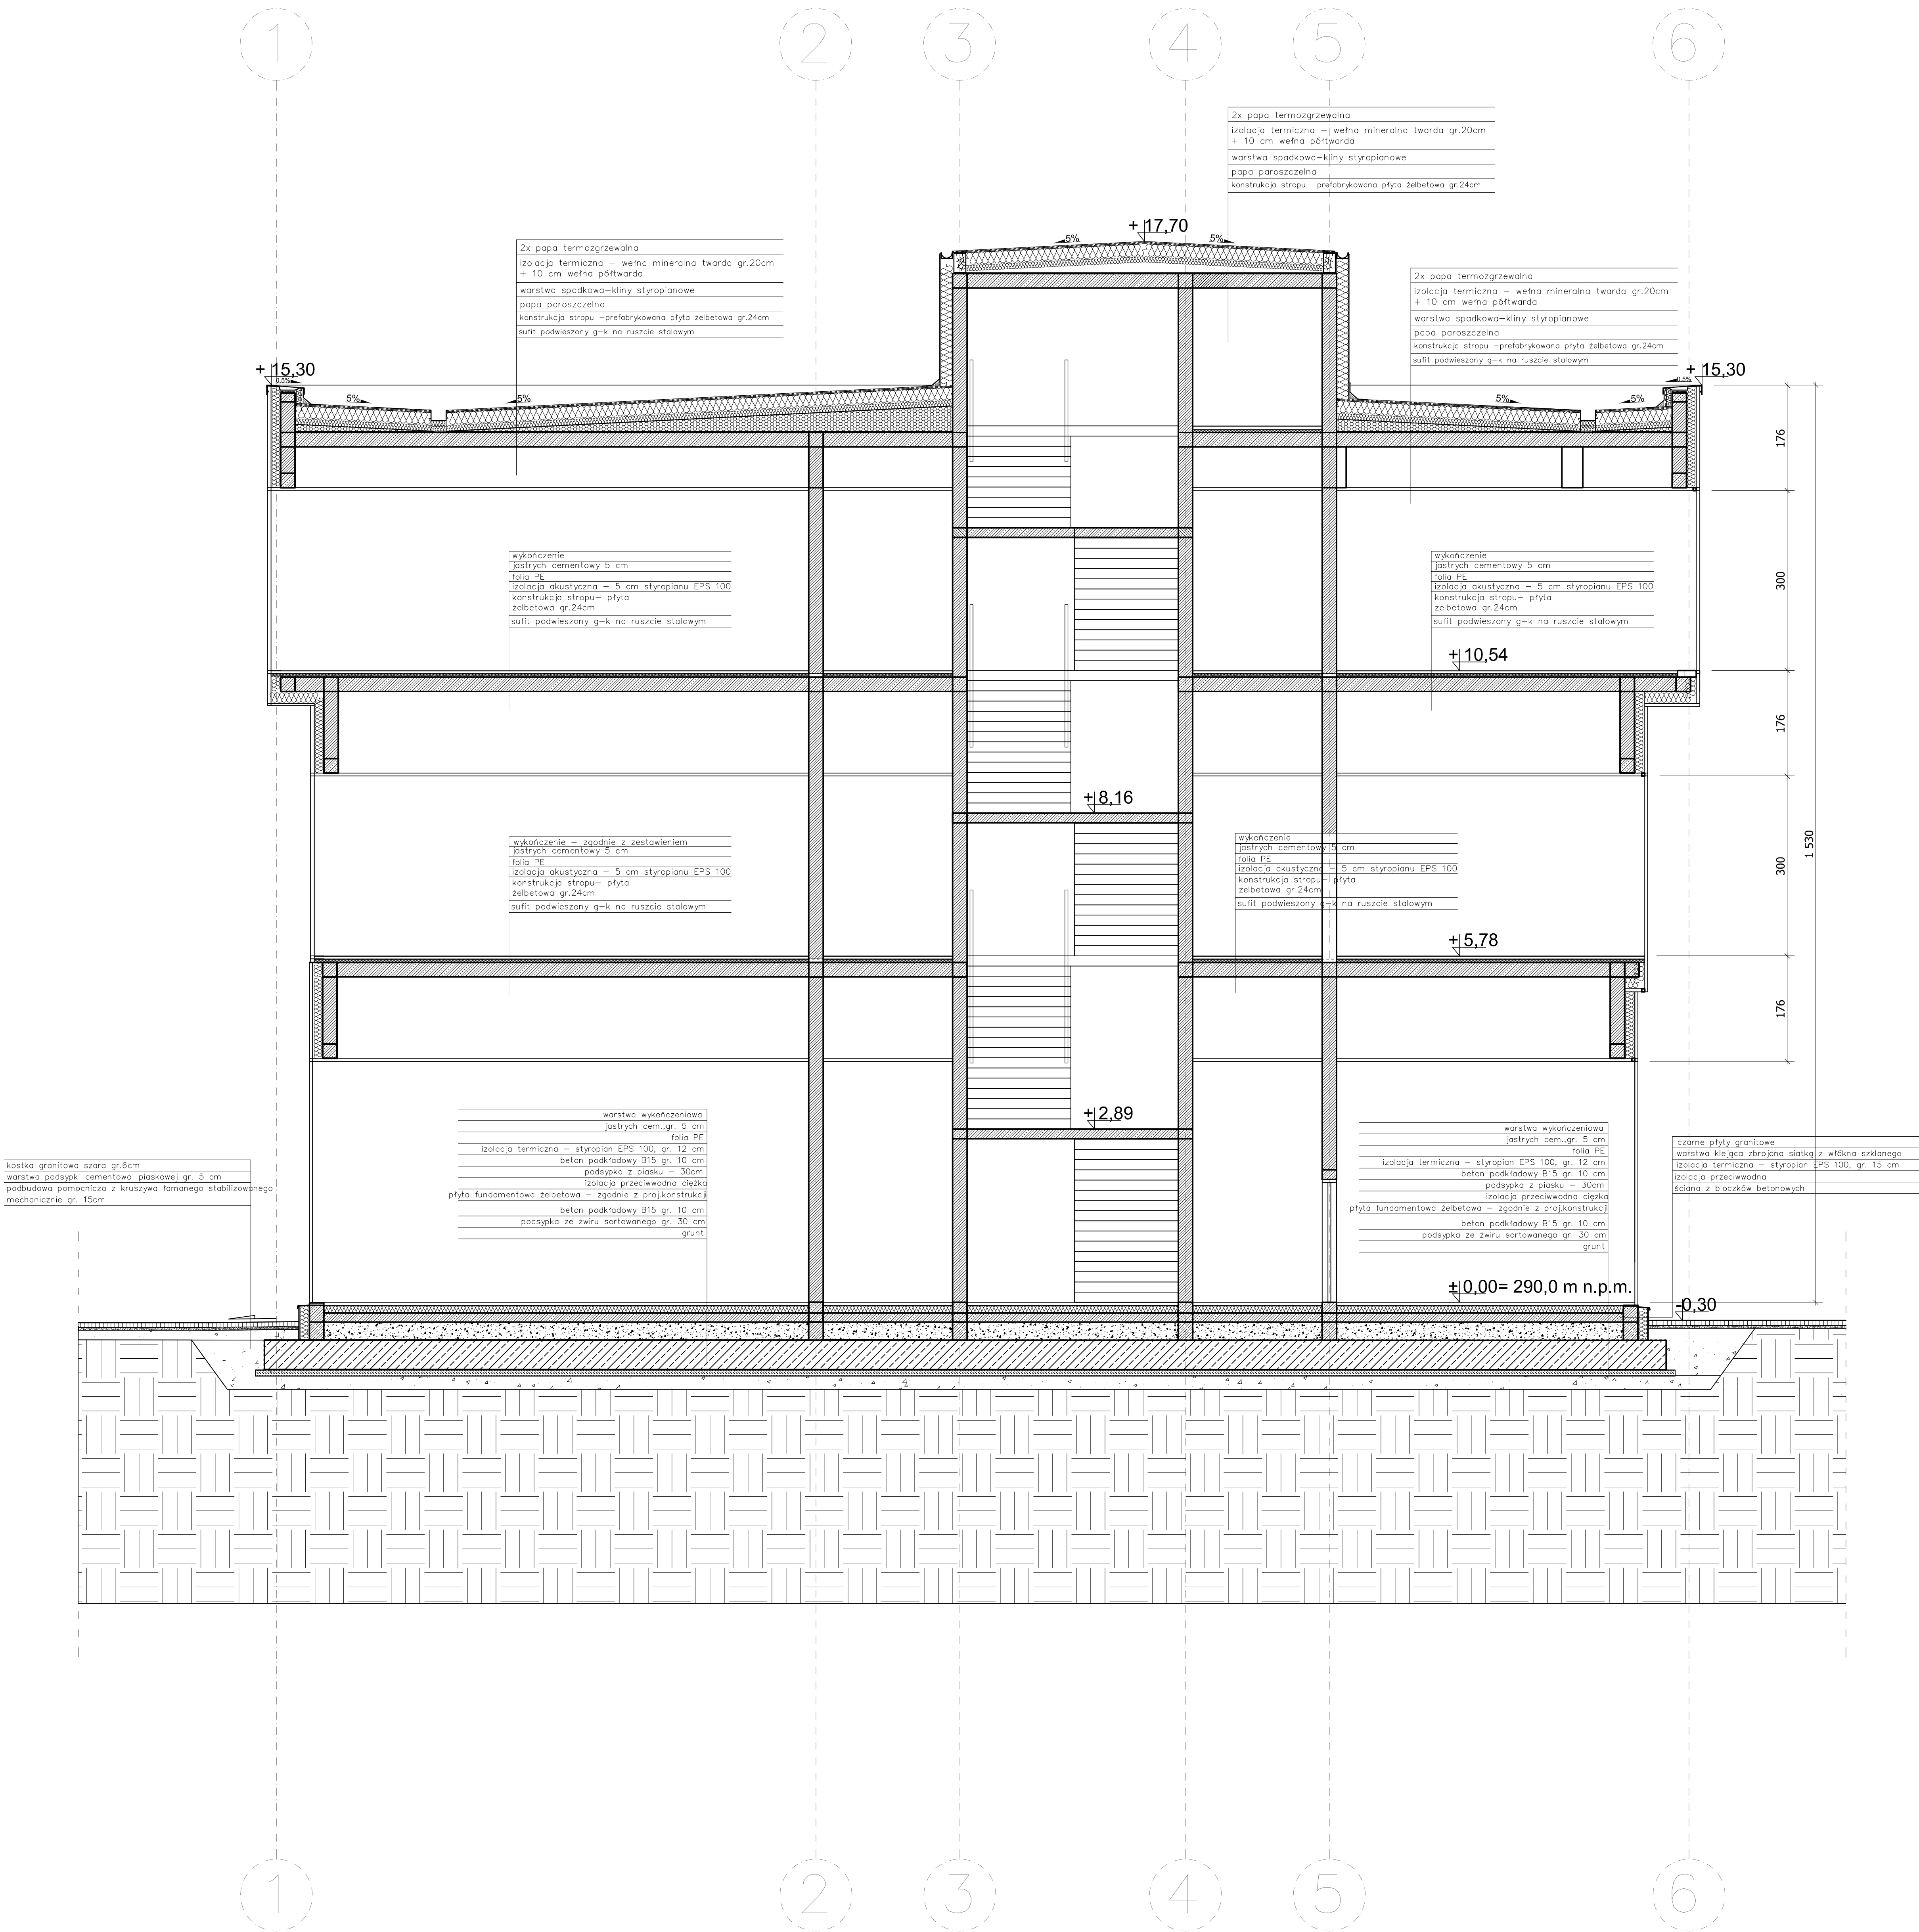 1
2
3
4
5
6
2x papa termozgrzewalna
izolacja termiczna – wełna mineralna twarda gr.20cm
+ 10 cm wełna półtwarda
warstwa spadkowa-kliny styropianowe
papa paroszczelna
konstrukcja stropu -prefabrykowana płyta żelbetowa gr.24cm
+ 17,70
5%
5%
2x papa termozgrzewalna
izolacja termiczna – wełna mineralna twarda gr.20cm
+ 10 cm wełna półtwarda
warstwa spadkowa-kliny styropianowe
papa paroszczelna
konstrukcja stropu -prefabrykowana płyta żelbetowa gr.24cm
sufit podwieszony g-k na ruszcie stalowym
2x papa termozgrzewalna
izolacja termiczna – wełna mineralna twarda gr.20cm
+ 10 cm wełna półtwarda
warstwa spadkowa-kliny styropianowe
papa paroszczelna
konstrukcja stropu -prefabrykowana płyta żelbetowa gr.24cm
sufit podwieszony g-k na ruszcie stalowym
+ 15,30
0,5%
5%
5%
5%
5%
0,5%
+ 15,30
176
wykończenie
jastrych cementowy 5 cm
folia PE
izolacja akustyczna – 5 cm styropianu EPS 100
konstrukcja stropu- płyta
żelbetowa gr.24cm
sufit podwieszony g-k na ruszcie stalowym
wykończenie
jastrych cementowy 5 cm
folia PE
izolacja akustyczna – 5 cm styropianu EPS 100
konstrukcja stropu- płyta
żelbetowa gr.24cm
sufit podwieszony g-k na ruszcie stalowym
300
+ 10,54
176
+ 8,16
1 530
wykończenie – zgodnie z zestawieniem
jastrych cementowy 5 cm
folia PE
izolacja akustyczna – 5 cm styropianu EPS 100
konstrukcja stropu- płyta
żelbetowa gr.24cm
sufit podwieszony g-k na ruszcie stalowym
wykończenie
jastrych cementowy 5 cm
folia PE
izolacja akustyczna – 5 cm styropianu EPS 100
konstrukcja stropu- płyta
żelbetowa gr.24cm
sufit podwieszony g-k na ruszcie stalowym
300
+ 5,78
176
+ 2,89
warstwa wykończeniowa
jastrych cem.,gr. 5 cm
folia PE
izolacja termiczna – styropian EPS 100, gr. 12 cm
beton podkładowy B15 gr. 10 cm
podsypka z piasku – 30cm
izolacja przeciwwodna ciężka
płyta fundamentowa żelbetowa – zgodnie z proj.konstrukcji
beton podkładowy B15 gr. 10 cm
podsypka ze żwiru sortowanego gr. 30 cm
grunt
warstwa wykończeniowa
jastrych cem.,gr. 5 cm
folia PE
izolacja termiczna – styropian EPS 100, gr. 12 cm
beton podkładowy B15 gr. 10 cm
podsypka z piasku – 30cm
izolacja przeciwwodna ciężka
płyta fundamentowa żelbetowa – zgodnie z proj.konstrukcji
beton podkładowy B15 gr. 10 cm
podsypka ze żwiru sortowanego gr. 30 cm
grunt
czarne płyty granitowe
warstwa klejąca zbrojona siatką z włókna szklanego
izolacja termiczna – styropian EPS 100, gr. 15 cm
izolacja przeciwwodna
ściana z bloczków betonowych
kostka granitowa szara gr.6cm
warstwa podsypki cementowo-piaskowej gr. 5 cm
podbudowa pomocnicza z kruszywa łamanego stabilizowanego
mechanicznie gr. 15cm
± 0,00= 290,0 m n.p.m.
-0,30
1
2
3
4
5
6